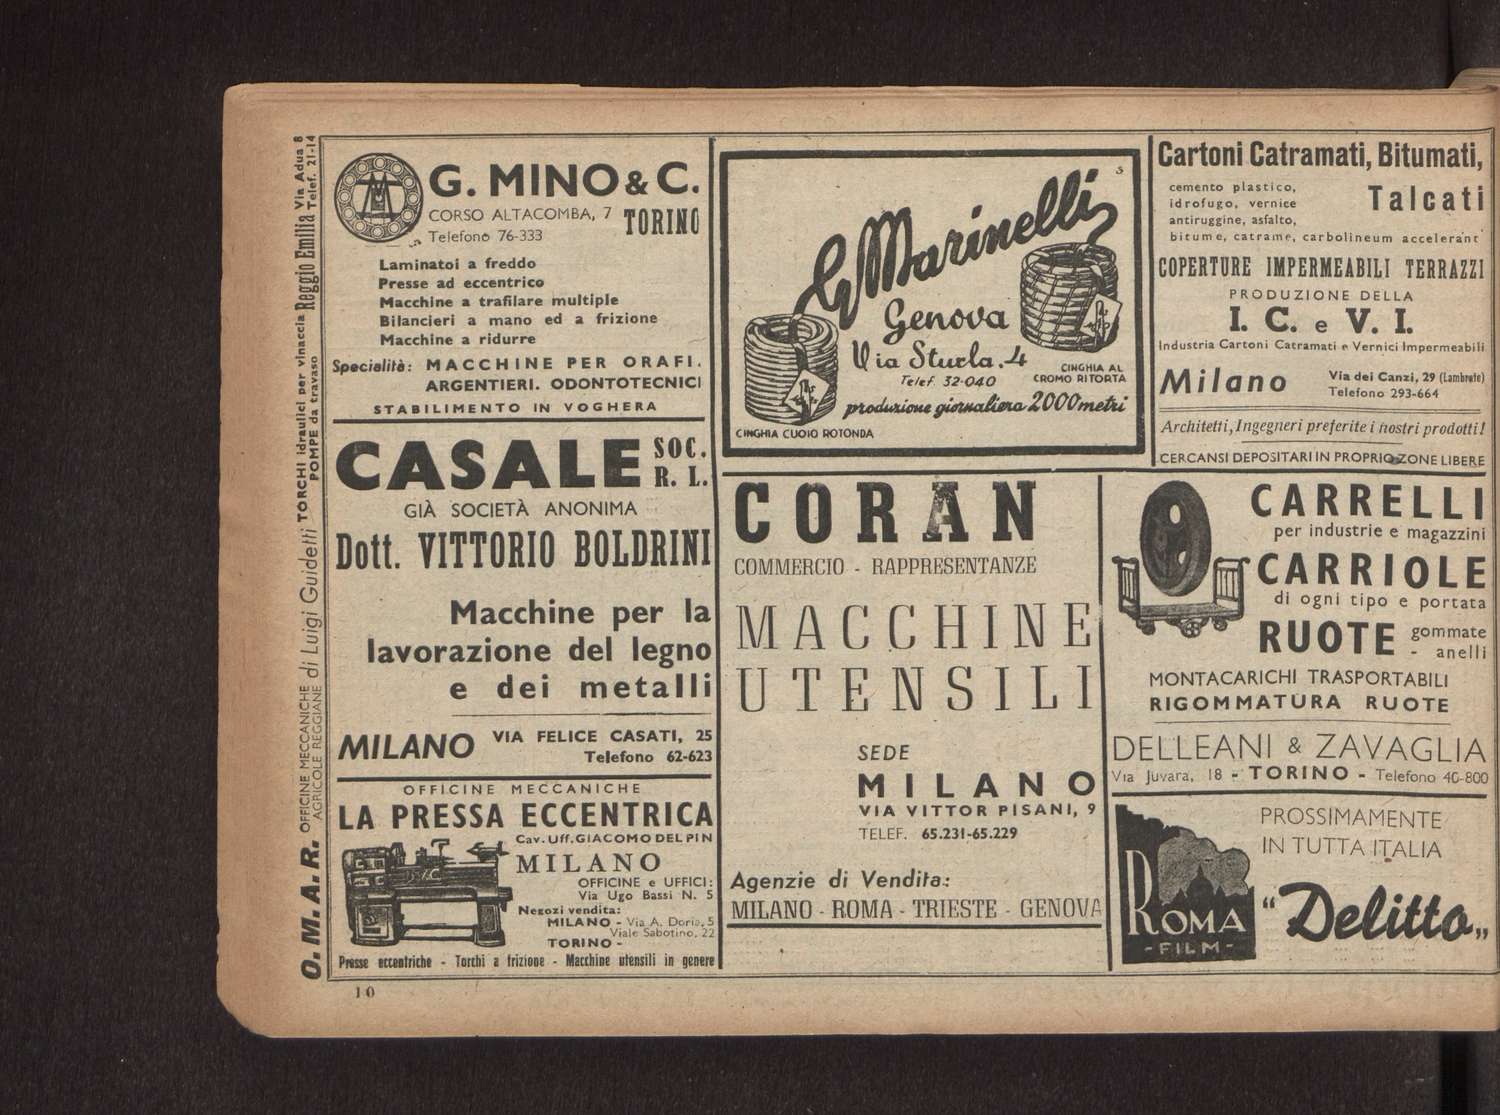 O. M. A. R. OFFICINE MECCANICHE
AGRICOLE REGGIANE di Luigi Guidetti TORCHI idraulici per vinaccia
POMPE da travaso Reggio Emilia Via Adua 8
Telef. 21-14
G. MINO & C.
CORSO ALTACOMBA, 7 TORINO
Telefono 76-333
Laminatoi a freddo
Presse ad eccentrico
Macchine a trafilare multiple
Bilancieri a mano ed a frizione
Macchine a ridurre
Specialità: MACCHINE PER ORAFI.
ARGENTIERI. ODONTOTECNICI
STABILIMENTO IN VOGHERA
CASALE SOC.
R. L.
GIÀ SOCIETÀ ANONIMA
Dott. VITTORIO BOLDRINI
Macchine per la
lavorazione del legno
e dei metalli
MILANO VIA FELICE CASATI, 25
Telefono 62-623
OFFICINE MECCANICHE
LA PRESSA ECCENTRICA
Cav. Uff. GIACOMO DEL PIN
MILANO
OFFICINE e UFFICI:
Via Ugo Bassi N. 5
Negozi vendita:
MILANO - Via A. Doria, 5
Viale Sabotino, 22
TORINO -
Presse eccentriche - Torchi a frizione - Macchine utensili in genere
10
G Marinelli
Genova
Via Sturla. 4
Telef. 32-040
CINGHIA AL
CROMO RITORTA
produzione giornaliera 2000 metri
CINGHIA CUOIO ROTONDA
CORAN
COMMERCIO - RAPPRESENTANZE
MACCHINE
UTENSILI
SEDE
MILANO
VIA VITTOR PISANI, 9
TELEF. 65.231-65.229
Agenzie di Vendita:
MILANO - ROMA - TRIESTE - GENOVA
Cartoni Catramati, Bitumati,
cemento plastico,
idrofugo, vernice
antiruggine, asfalto,
Talcati
bitume, catrame, carbolineum accelerant
COPERTURE IMPERMEABILI TERRAZZI
PRODUZIONE DELLA
I. C. e V. I.
Industria Cartoni Catramati e Vernici Impermeabili
Milano Via dei Canzi, 29 (Lambrate)
Telefono 293-664
Architetti, Ingegneri preferite i nostri prodotti!
CERCANSI DEPOSITARI IN PROPRIO ZONE LIBERE
CARRELLI
per industrie e magazzini
CARRIOLE
di ogni tipo e portata
RUOTE gommate
- anelli
MONTACARICHI TRASPORTABILI
RIGOMMATURA RUOTE
DELLEANI & ZAVAGLIA
Via Juvara, 18 - TORINO - Telefono 40-800
PROSSIMAMENTE
IN TUTTA ITALIA
ROMA
- FILM -
"Delitto„